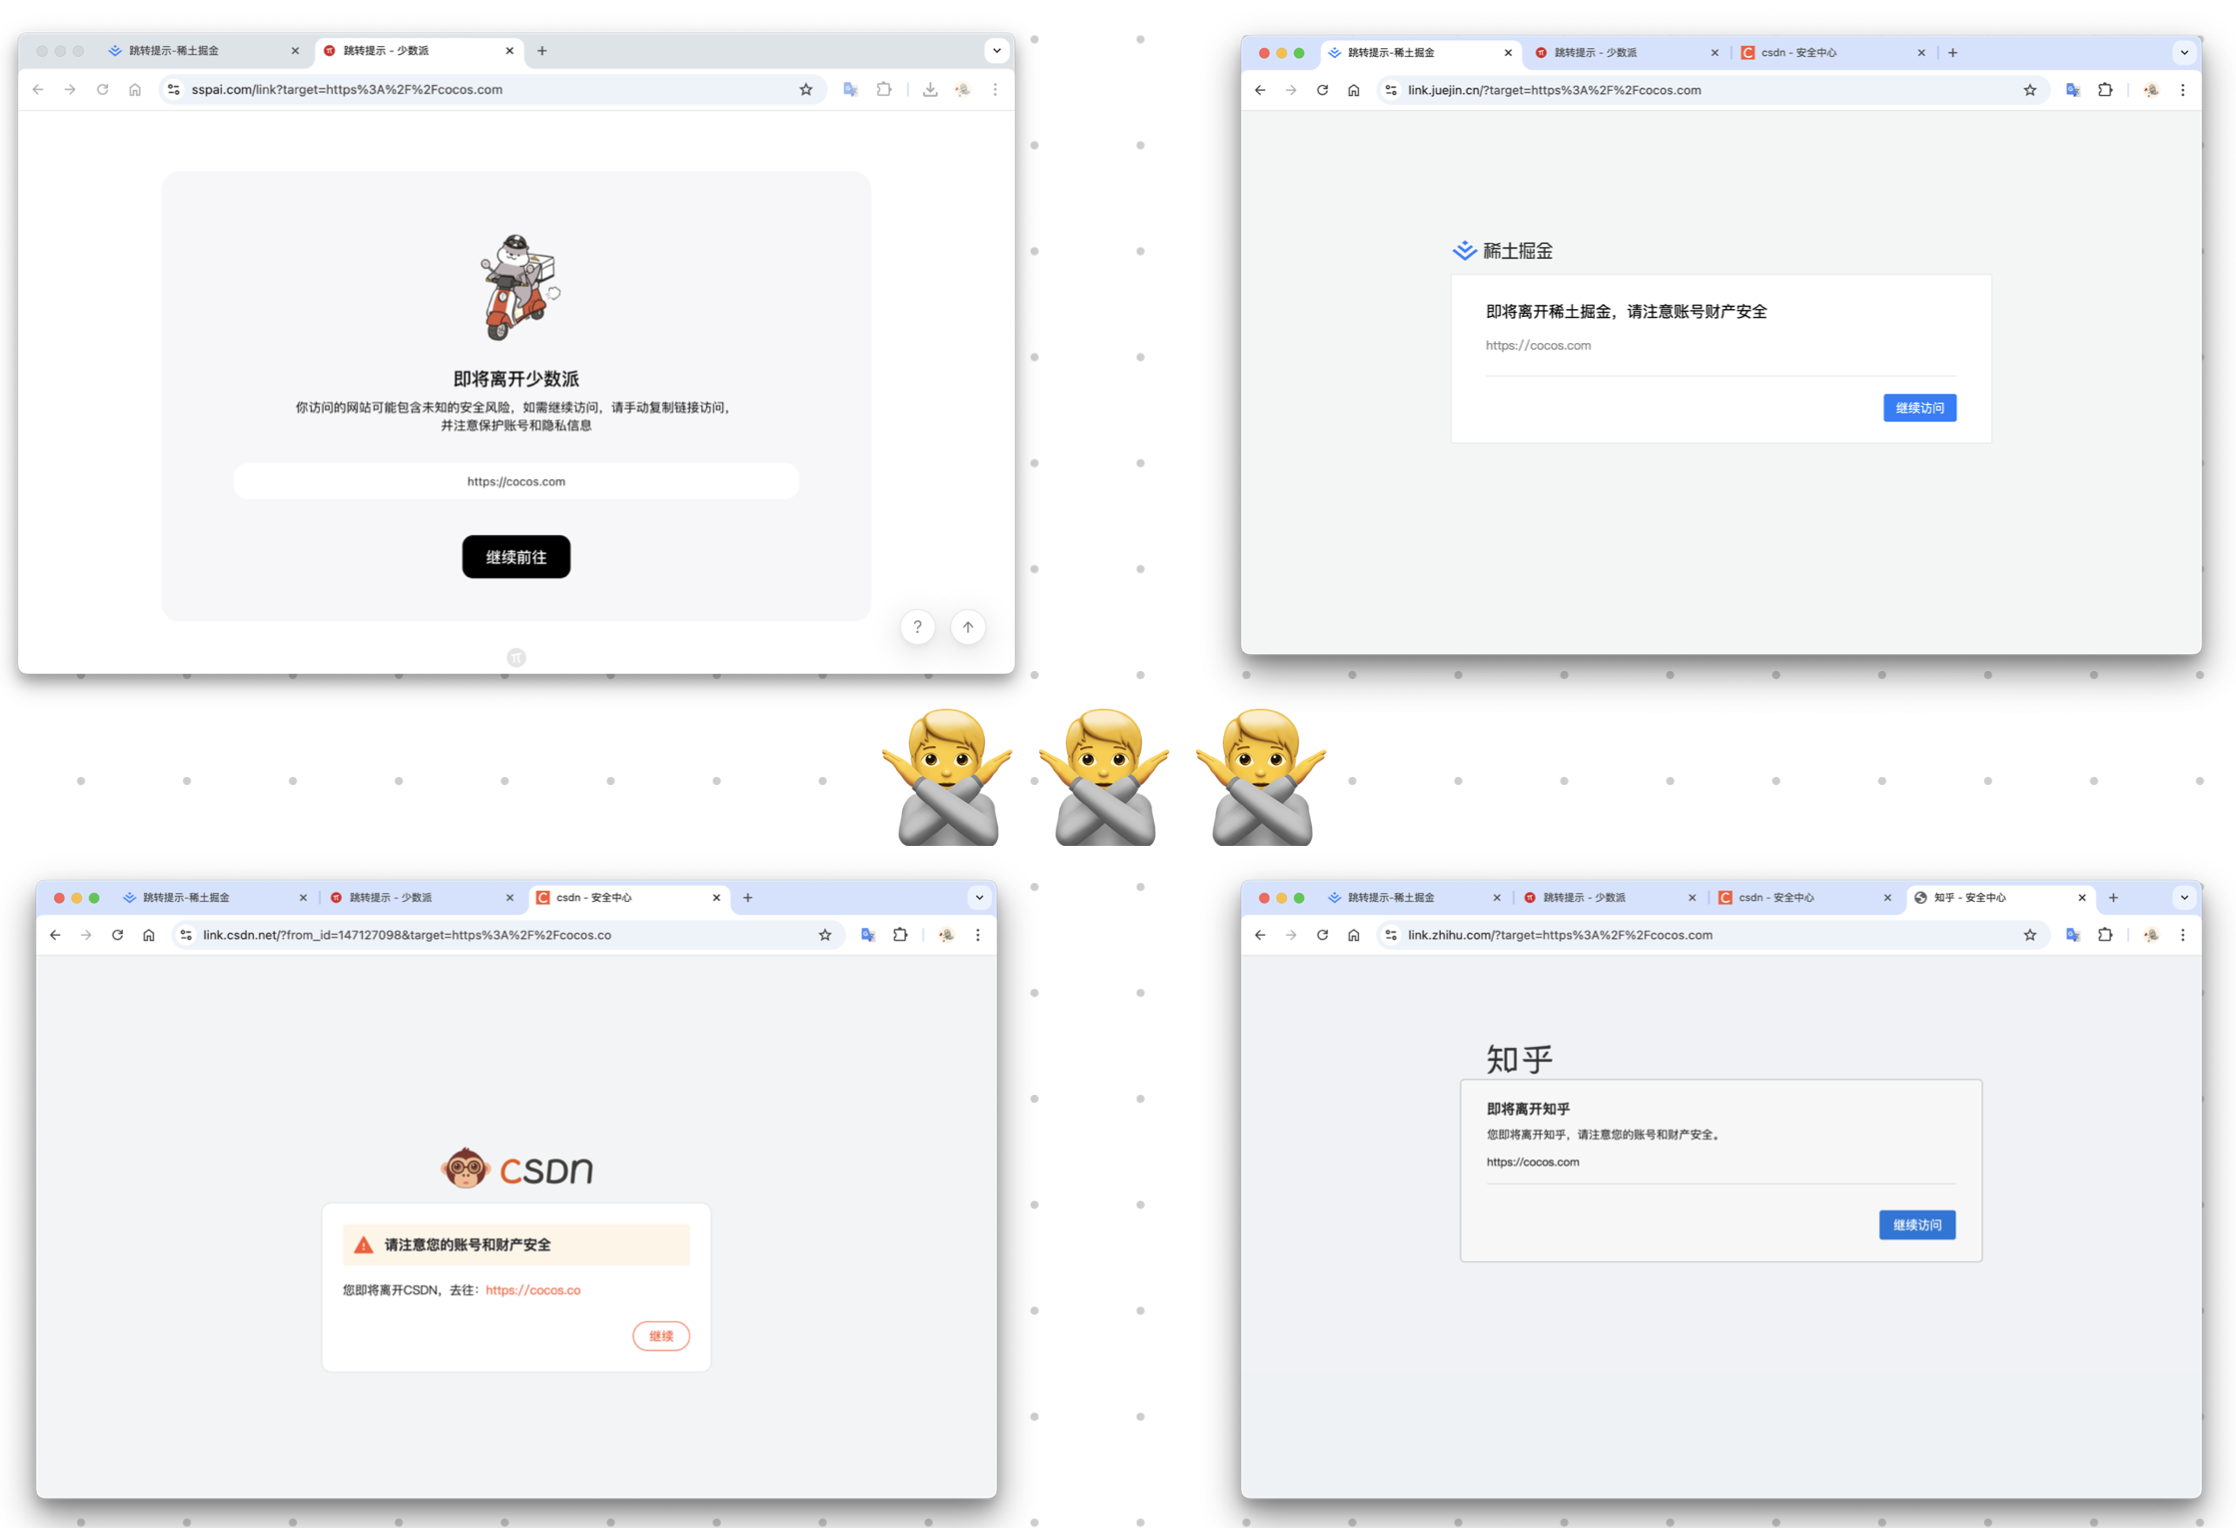 跳转提示-稀土掘金
跳转提示 - 少数派
sspai.com/link?target=https%3A%2F%2Fcocos.com
即将离开少数派
你访问的网站可能包含未知的安全风险，如需继续访问，请手动复制链接访问，
并注意保护账号和隐私信息
https://cocos.com
继续前往
?
π
跳转提示-稀土掘金
跳转提示 - 少数派
csdn - 安全中心
link.juejin.cn/?target=https%3A%2F%2Fcocos.com
稀土掘金
即将离开稀土掘金，请注意账号财产安全
https://cocos.com
继续访问
跳转提示-稀土掘金
跳转提示 - 少数派
csdn - 安全中心
link.csdn.net/?from_id=147127098&target=https%3A%2F%2Fcocos.co
CSDN
请注意您的账号和财产安全
您即将离开CSDN，去往：https://cocos.co
继续
跳转提示-稀土掘金
跳转提示 - 少数派
csdn - 安全中心
知乎 - 安全中心
link.zhihu.com/?target=https%3A%2F%2Fcocos.com
知乎
即将离开知乎
您即将离开知乎，请注意您的账号和财产安全。
https://cocos.com
继续访问